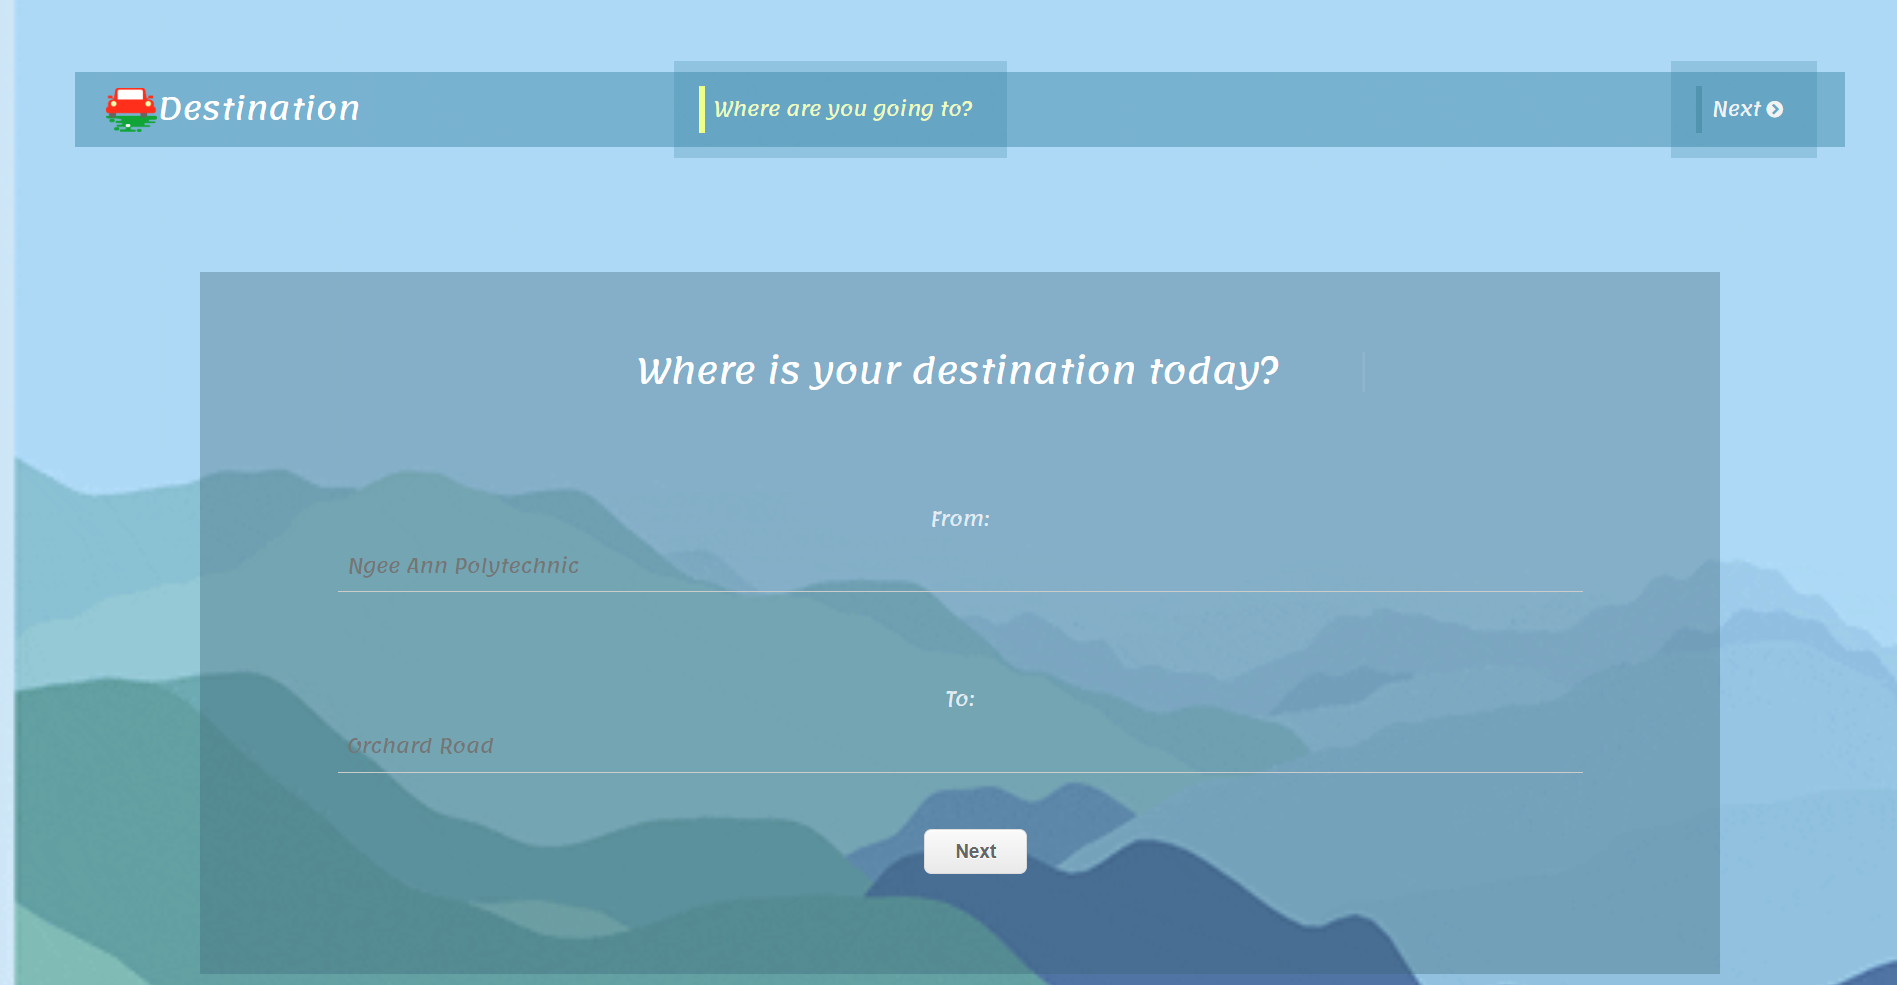 Destination
Where are you going to?
Next
Where is your destination today?
From:
Ngee Ann Polytechnic
To:
Orchard Road
Next